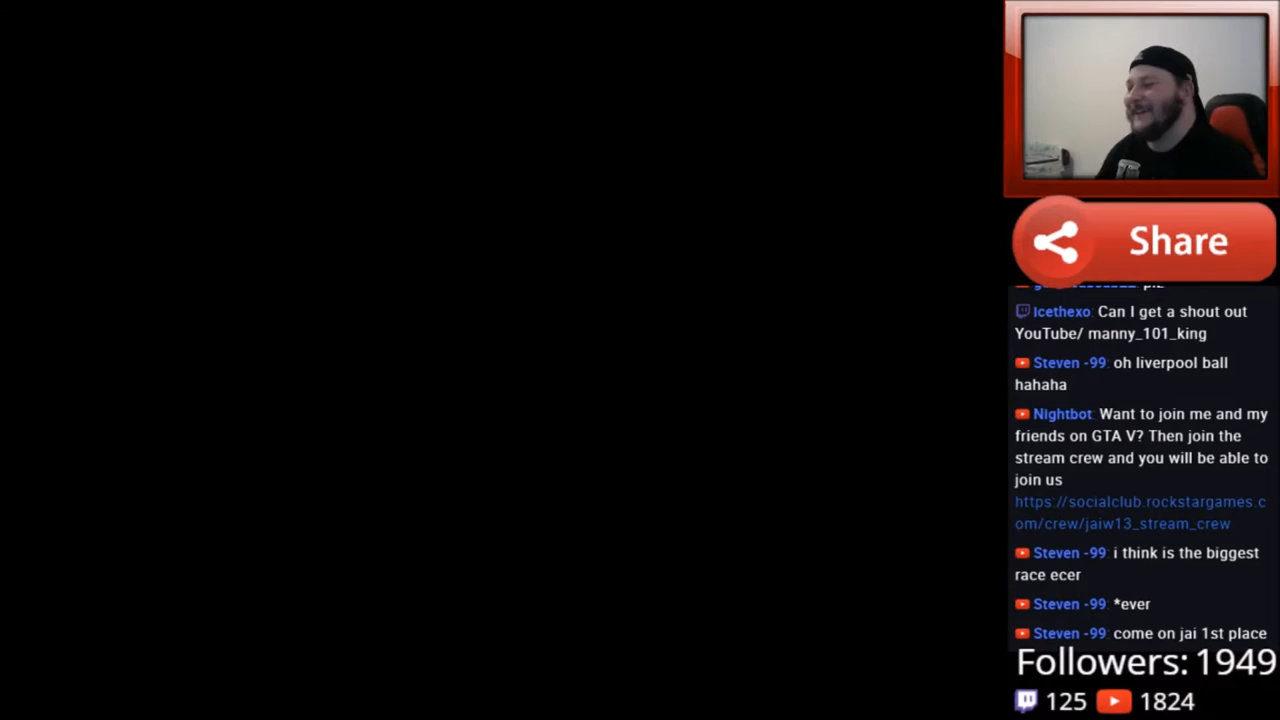 Share
Icethexo: Can I get a shout out
YouTube/ manny_101_king
Steven -99: oh liverpool ball
hahaha
Nightbot: Want to join me and my
friends on GTA V? Then join the
stream crew and you will be able to
join us
https://socialclub.rockstargames.c
om/crew/jaiw13_stream_crew
Steven -99: i think is the biggest
race ecer
Steven -99: *ever
Steven -99: come on jai 1st place
Followers: 1949
125 1824